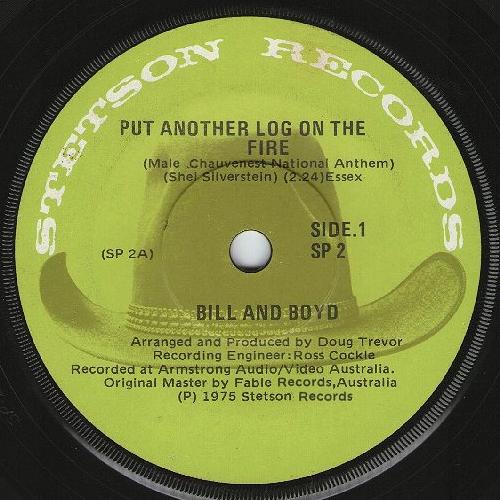 STETSON RECORDS
PUT ANOTHER LOG ON THE
FIRE
(Male .Chauvenest National Anthem)
(Shel Silverstein) (2.24)Essex
SIDE.1
(SP 2A) SP 2
BILL AND BOYD
Arranged and Produced by Doug Trevor
Recording Engineer:Ross Cockle
Recorded at Armstrong Audio/Video Australia.
Original Master by Fable Records,Australia
(P) 1975 Stetson Records